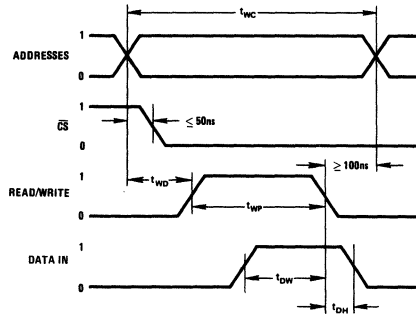 tWC
1
ADDRESSES
0
1
CS
≤ 50ns
0
≥ 100ns
1
tWD
READ/WRITE
tWP
0
1
DATA IN
tDW
0
tDH